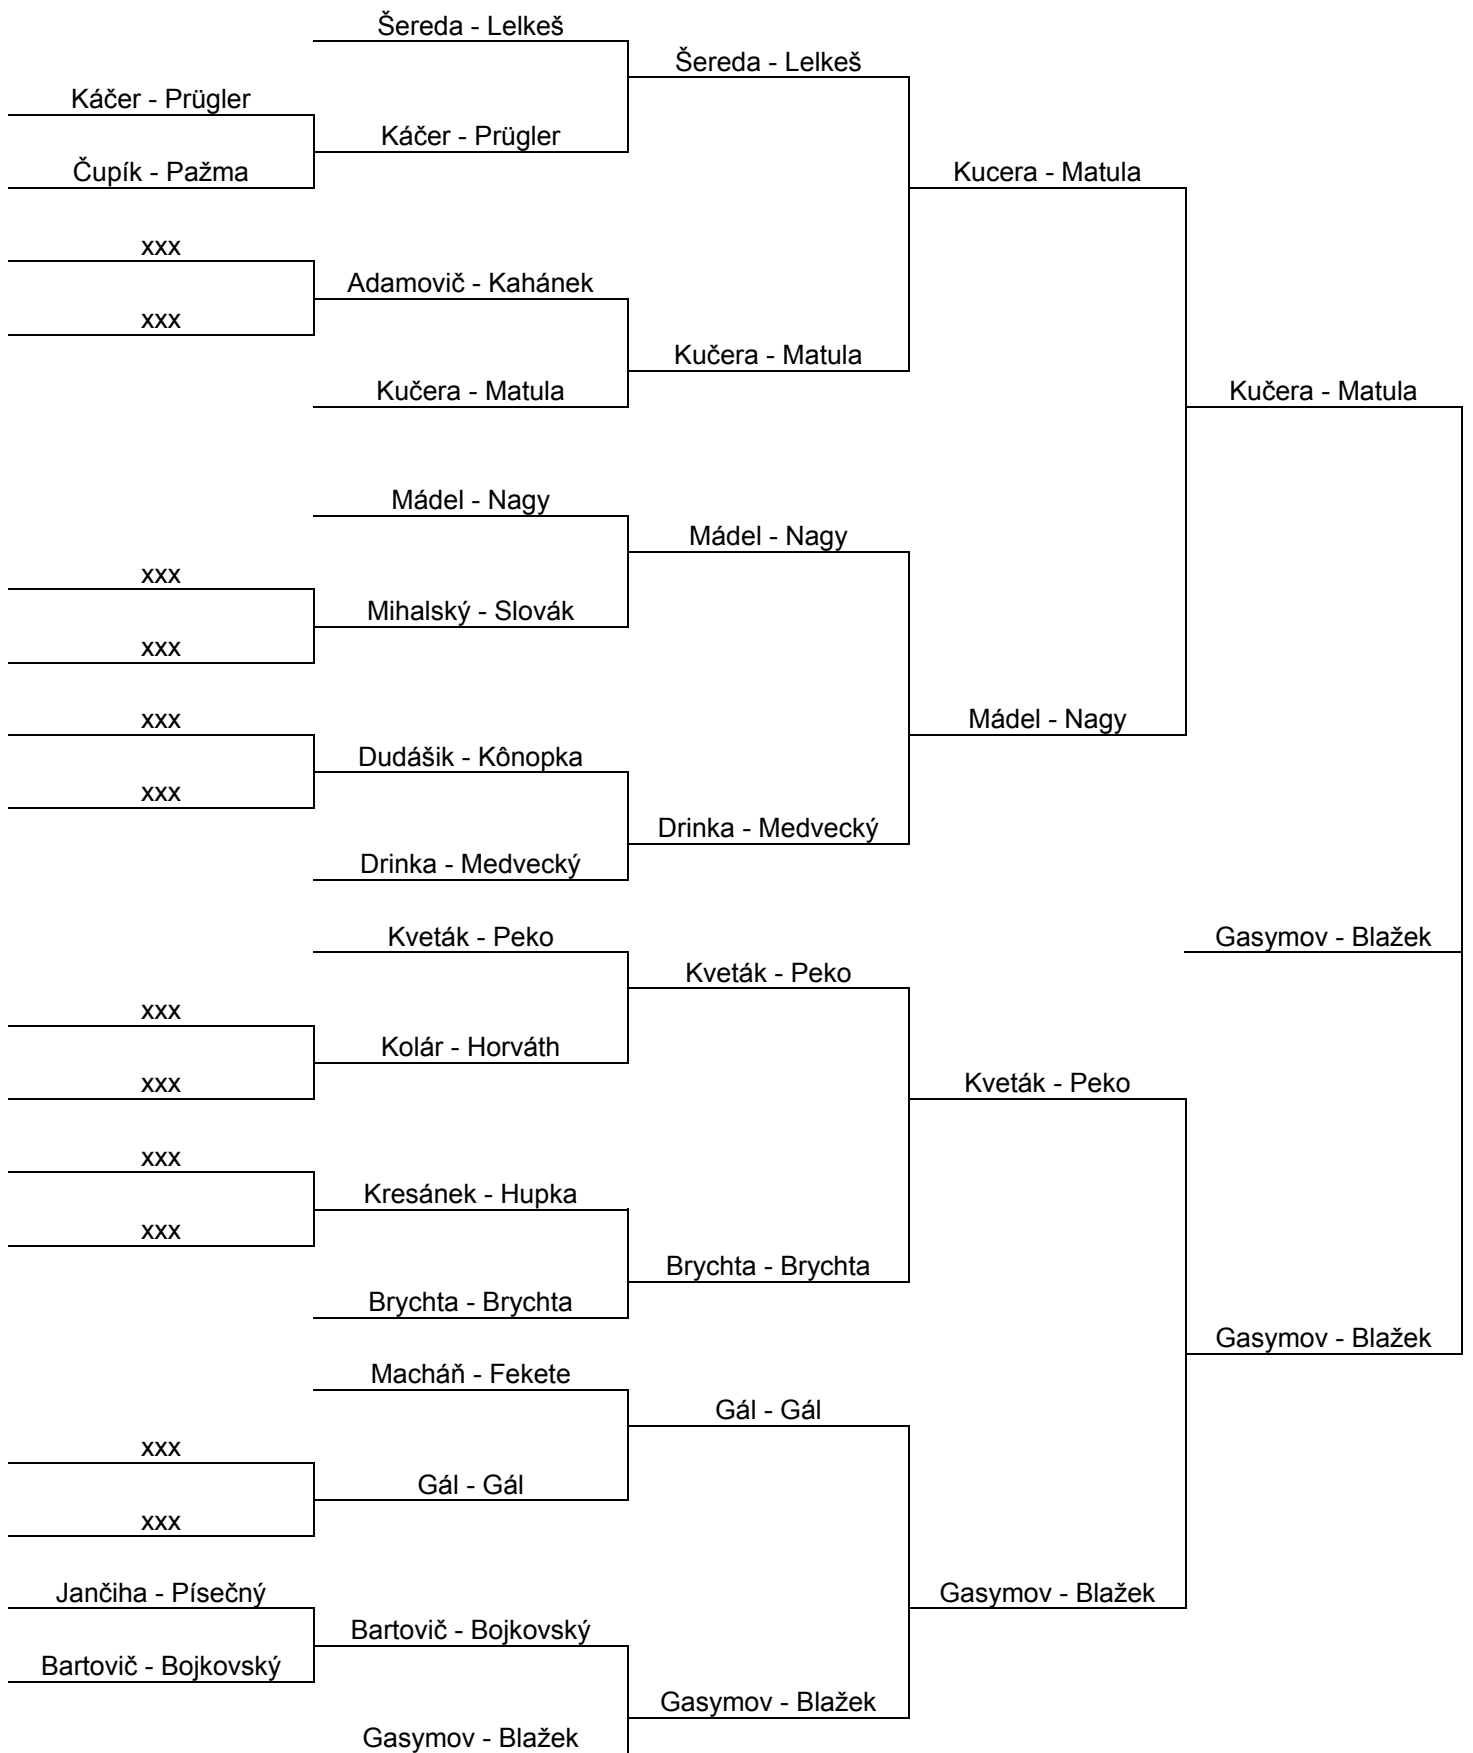 Šereda - Lelkeš
Šereda - Lelkeš
Káčer - Prügler
Káčer - Prügler
Čupík - Pažma
Kucera - Matula
xxx
Adamovič - Kahánek
xxx
Kučera - Matula
Kučera - Matula
Kučera - Matula
Mádel - Nagy
Mádel - Nagy
xxx
Mihalský - Slovák
xxx
xxx
Mádel - Nagy
Dudášik - Kônopka
xxx
Drinka - Medvecký
Drinka - Medvecký
Kveták - Peko
Gasymov - Blažek
Kveták - Peko
xxx
Kolár - Horváth
xxx
Kveták - Peko
xxx
Kresánek - Hupka
xxx
Brychta - Brychta
Brychta - Brychta
Gasymov - Blažek
Macháň - Fekete
Gál - Gál
xxx
Gál - Gál
xxx
Jančiha - Písečný
Gasymov - Blažek
Bartovič - Bojkovský
Bartovič - Bojkovský
Gasymov - Blažek
Gasymov - Blažek